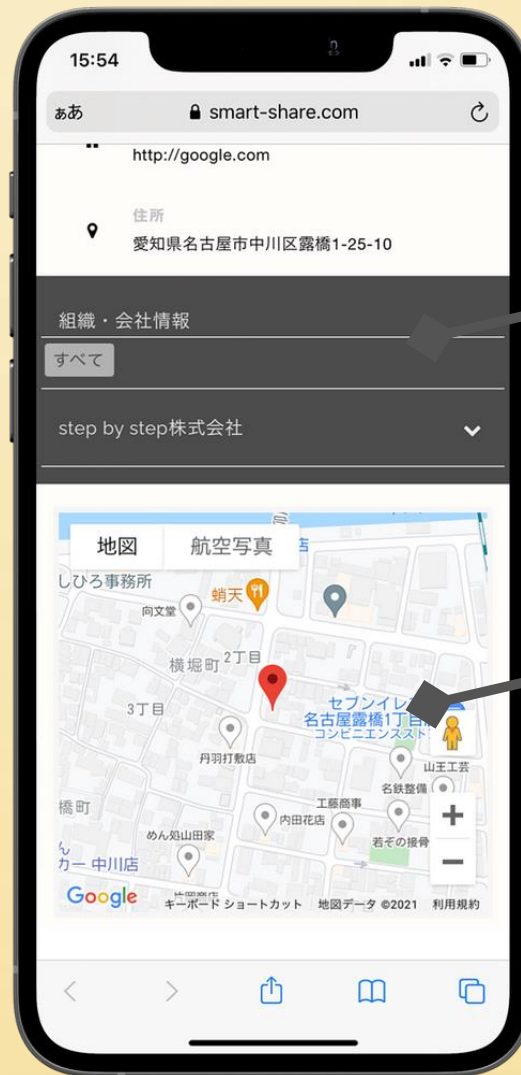 15:54
ぁあ
smart-share.com
http://google.com
住所
愛知県名古屋市中川区露橋1-25-10
組織・会社情報
すべて
step by step株式会社
地図
航空写真
店
しひろ事務所
蛸天
向文堂
横堀町
2丁目
3丁目
セブンイレ
名古屋露橋1丁目
コンビニエンススト
丹羽打敷店
山王工芸
名鉄整備
橋町
工藤商事
内田花店
めん処山田家
若ぞの接骨
ん
カー 中川店
Google
片岡商店
キーボード ショートカット
地図データ ©2021
利用規約